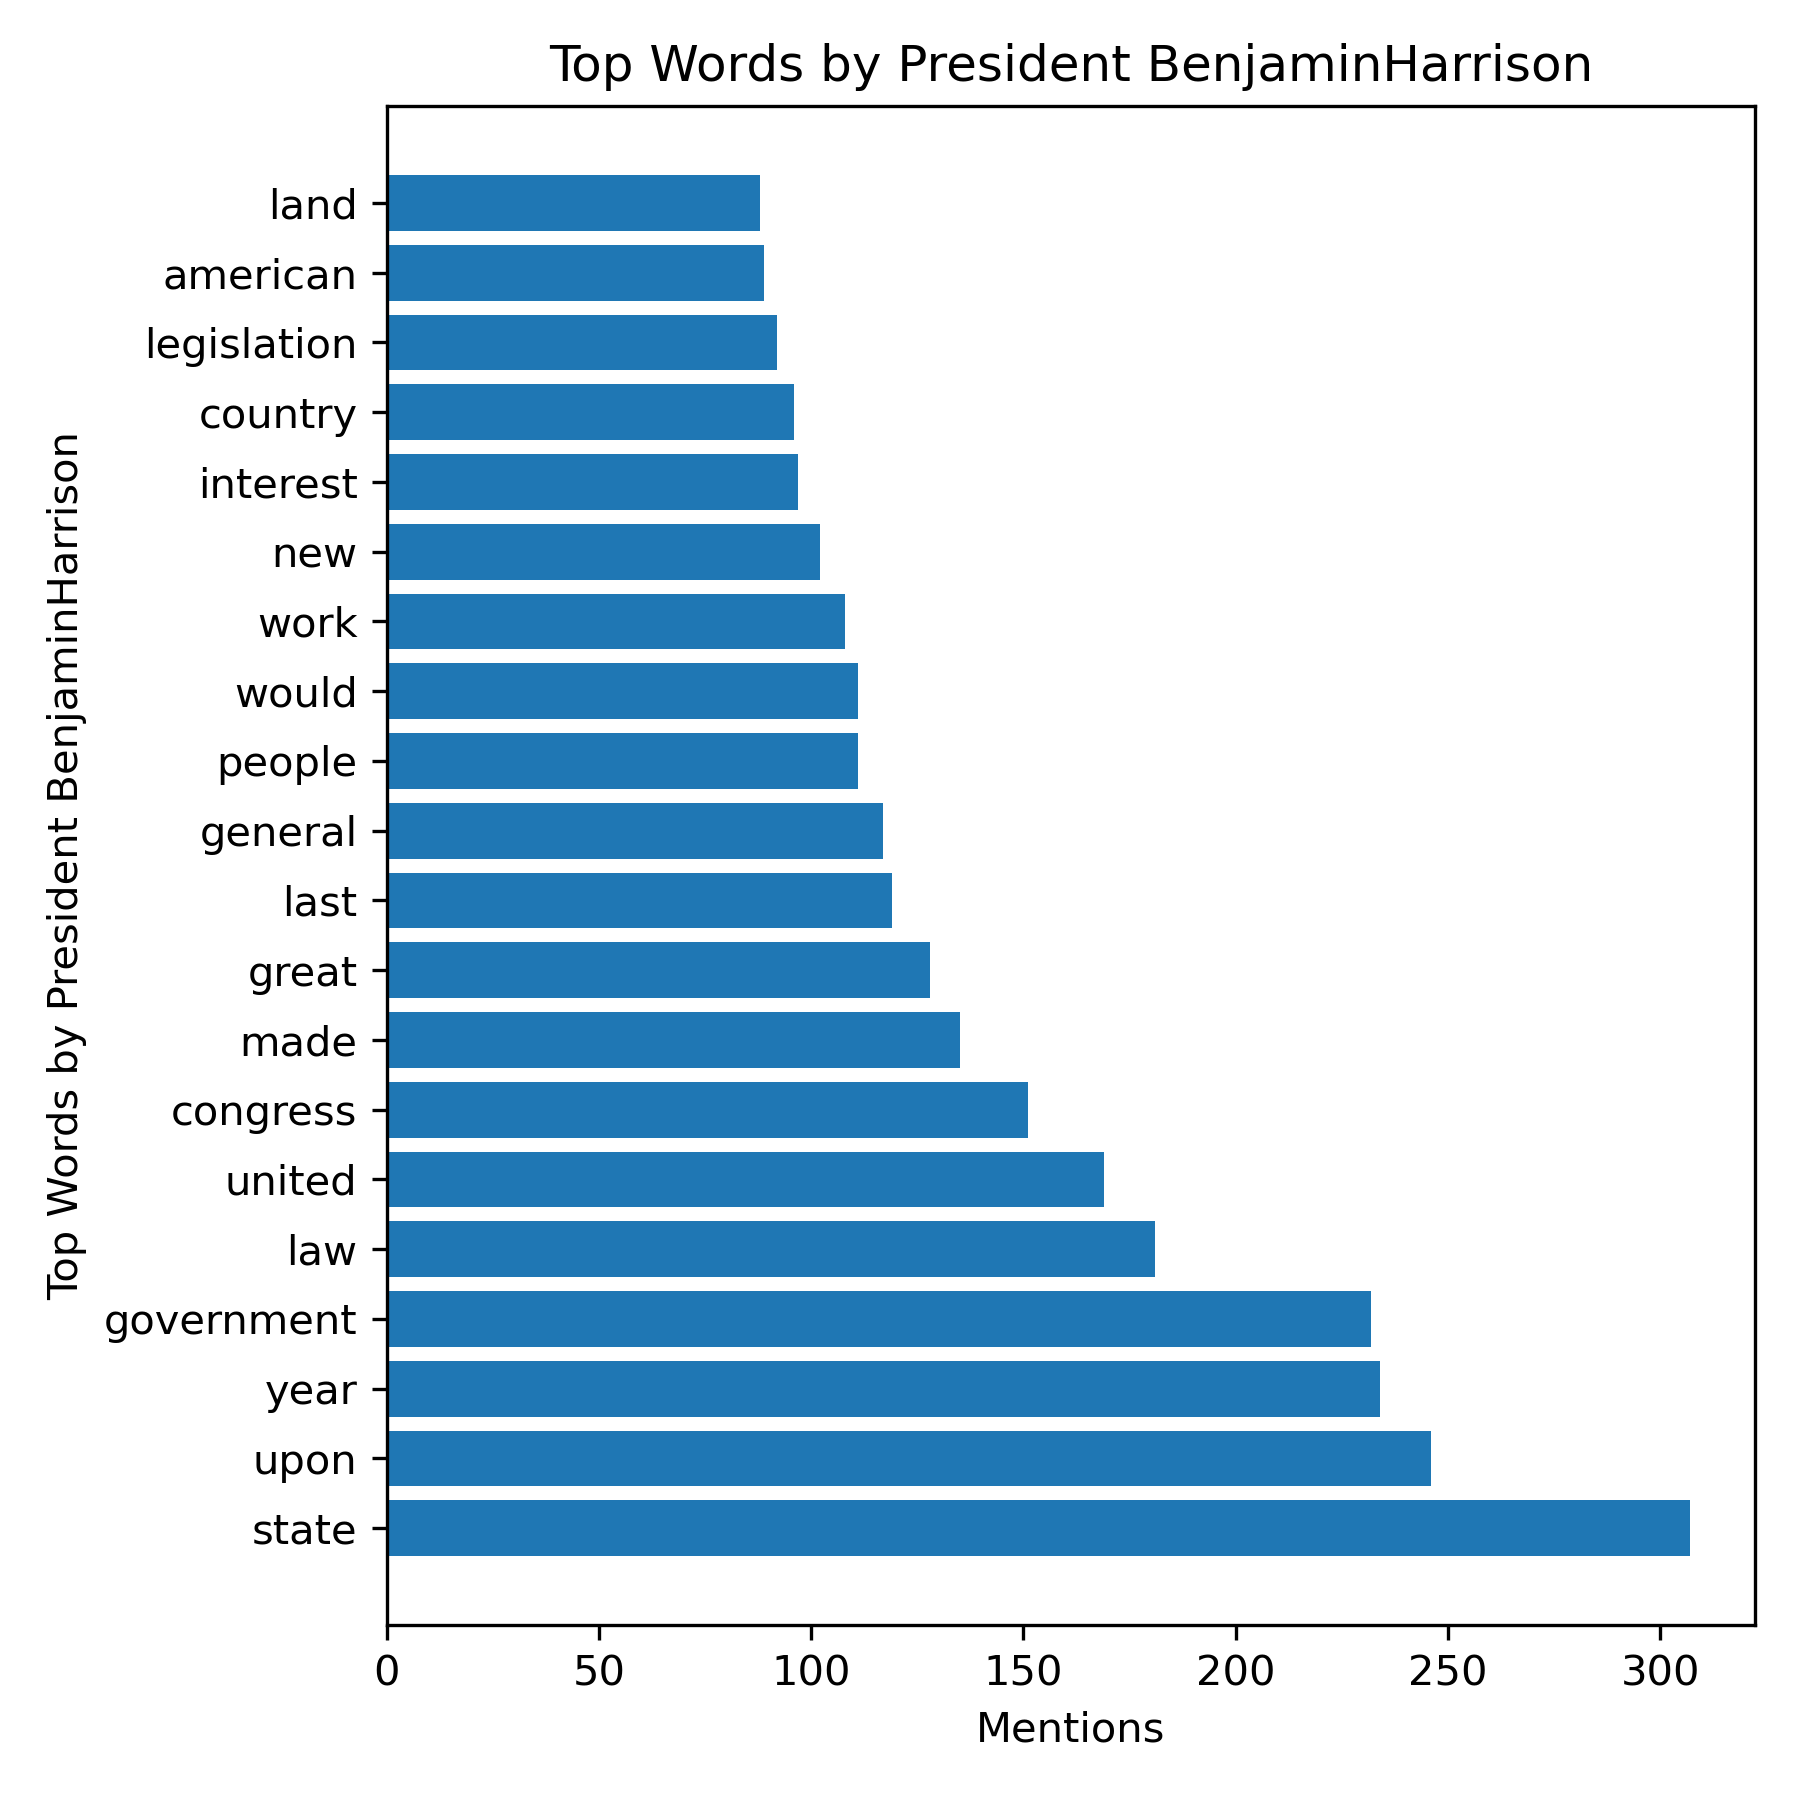 Top Words by President BenjaminHarrison
Top Words by President BenjaminHarrison
land
american
legislation
country
interest
new
work
would
people
general
last
great
made
congress
united
law
government
year
upon
state
0 50 100 150 200 250 300
Mentions